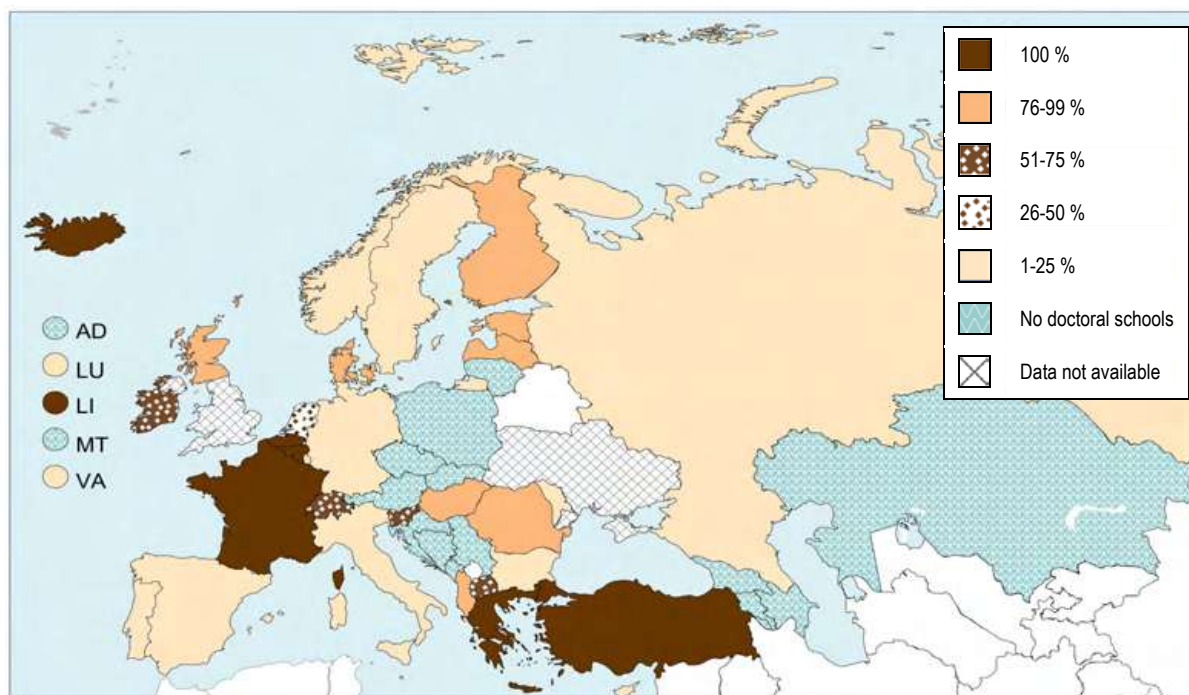 100 %
76-99 %
51-75 %
26-50 %
1-25 %
No doctoral schools
Data not available
AD
LU
LI
MT
VA